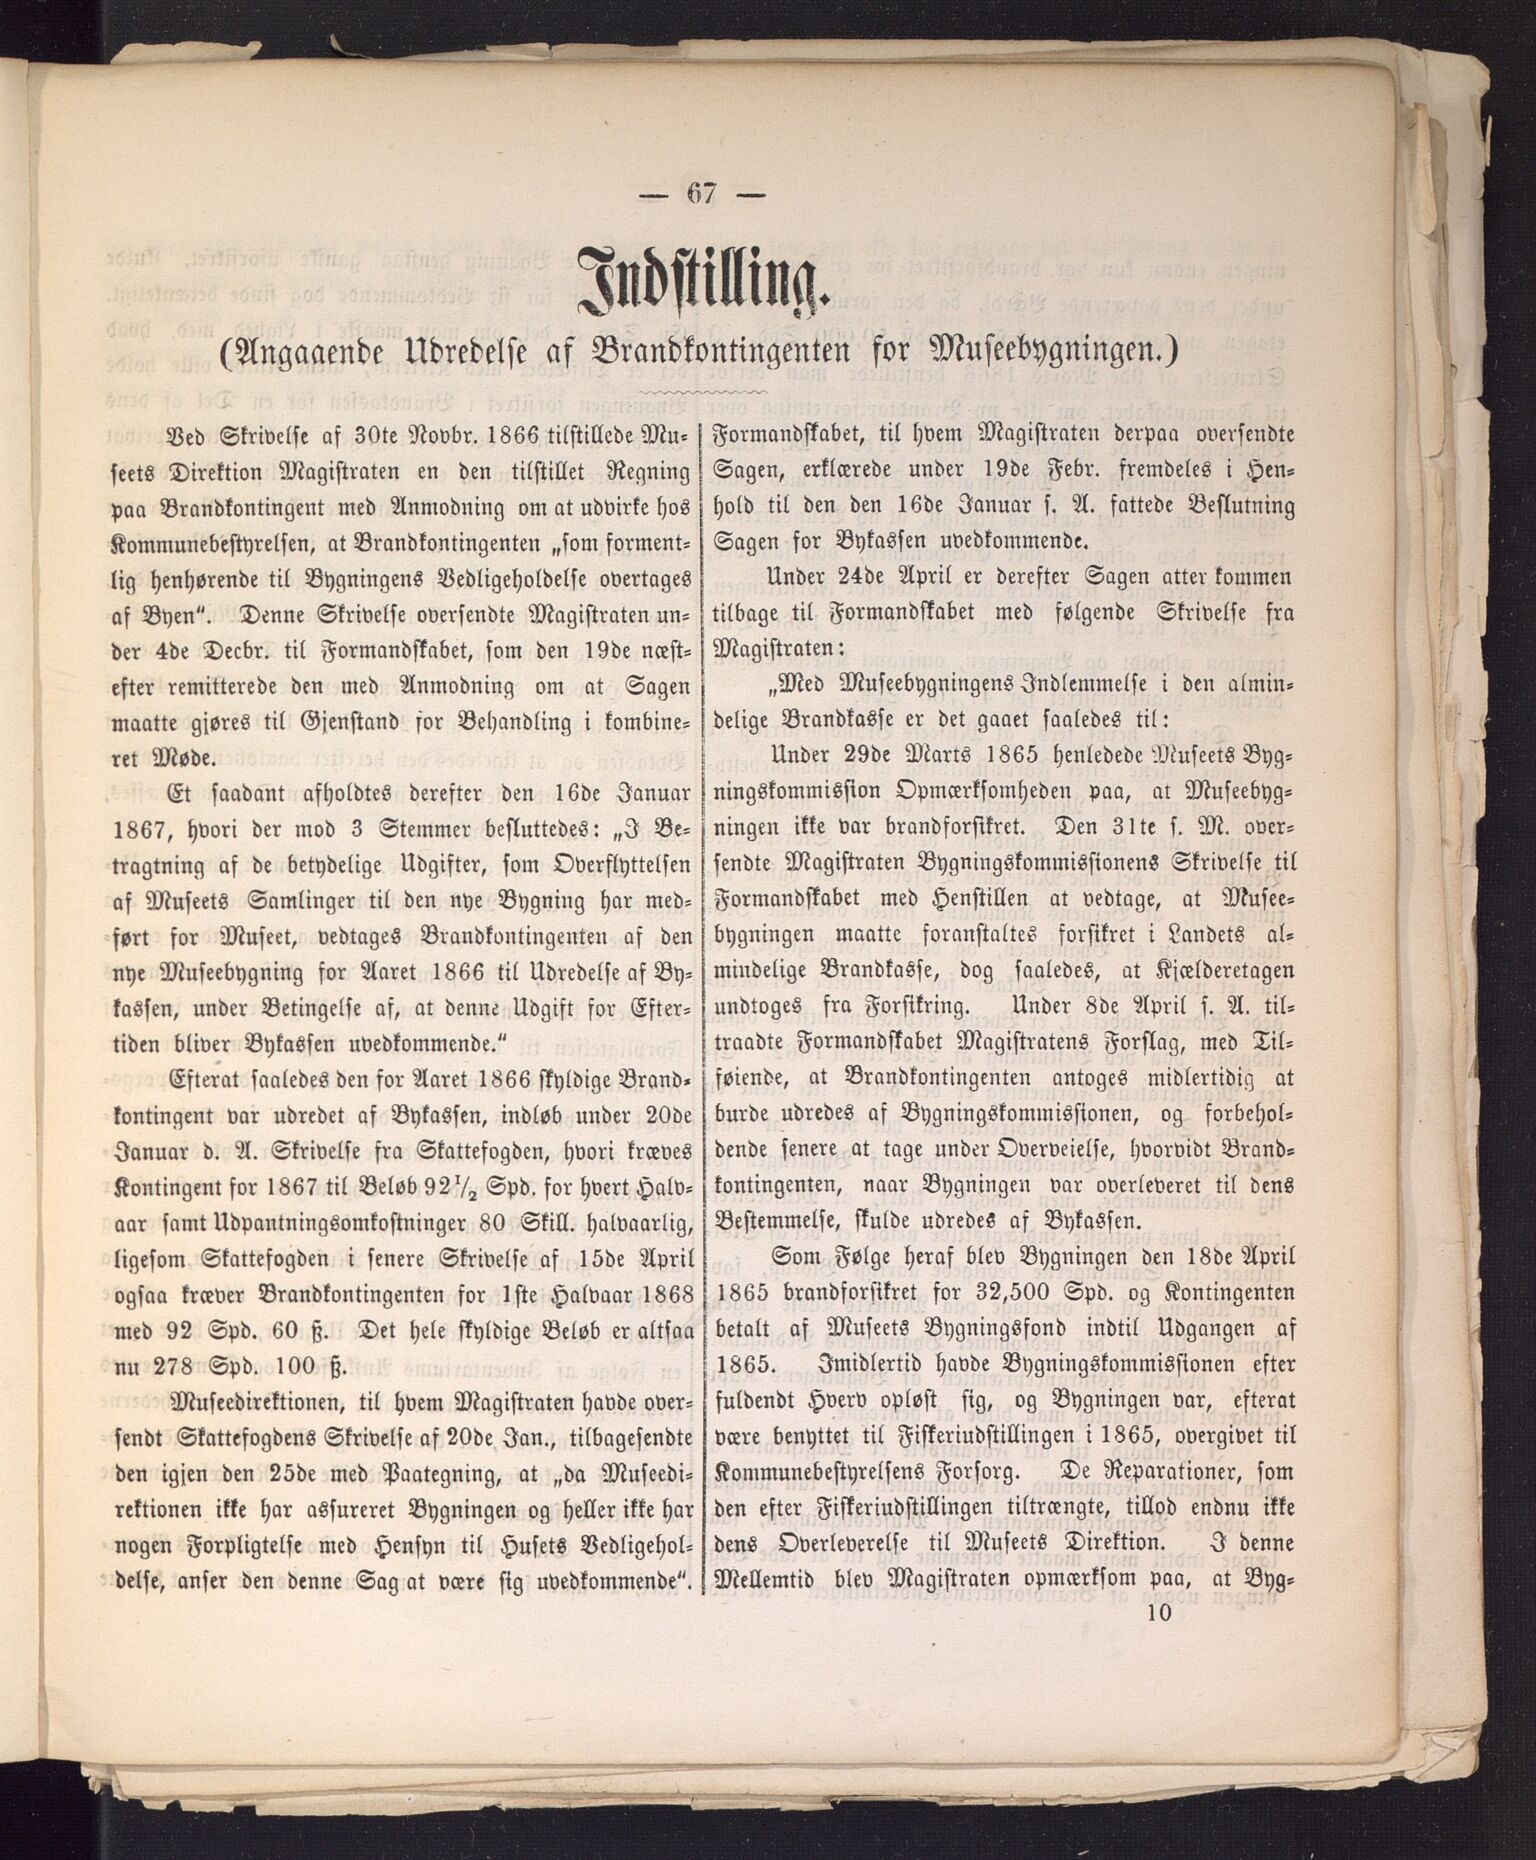 — 67 —
Indstilling.
(Angaaende Udredelse af Brandkontingenten for Museebygningen.)
Ved Skrivelse af 30te Novbr. 1866 tilstillede Mu-
seets Direktion Magistraten en den tilstillet Regning
paa Brandkontingent med Anmodning om at udvirke hos
Kommunebestyrelsen, at Brandkontingenten „som forment-
lig henhørende til Bygningens Vedligeholdelse overtages
af Byen“. Denne Skrivelse oversendte Magistraten un-
der 4de Decbr. til Formandskabet, som den 19de næst-
efter remitterede den med Anmodning om at Sagen
maatte gjøres til Gjenstand for Behandling i kombine-
ret Møde.
Et saadant afholdtes derefter den 16de Januar
1867, hvori der mod 3 Stemmer besluttedes: „I Be-
tragtning af de betydelige Udgifter, som Overflyttelsen
af Museets Samlinger til den nye Bygning har med-
ført for Museet, vedtages Brandkontingenten af den
nye Museebygning for Aaret 1866 til Udredelse af By-
kassen, under Betingelse af, at denne Udgift for Efter-
tiden bliver Bykassen uvedkommende.“
Efterat saaledes den for Aaret 1866 skyldige Brand-
kontingent var udredet af Bykassen, indløb under 20de
Januar d. A. Skrivelse fra Skattefogden, hvori kræves
Kontingent for 1867 til Beløb 92 1/2 Spd. for hvert Halv-
aar samt Udpantningsomkostninger 80 Skill. halvaarlig,
ligesom Skattefogden i senere Skrivelse af 15de April
ogsaa kræver Brandkontingenten for 1ste Halvaar 1868
med 92 Spd. 60 ß. Det hele skyldige Beløb er altsaa
nu 278 Spd. 100 ß.
Museedirektionen, til hvem Magistraten havde over-
sendt Skattefogdens Skrivelse af 20de Jan., tilbagesendte
den igjen den 25de med Paategning, at „da Museedi-
rektionen ikke har assureret Bygningen og heller ikke har
nogen Forpligtelse med Hensyn til Husets Vedligehol-
delse, anser den denne Sag at være sig uvedkommende“.
Formandskabet, til hvem Magistraten derpaa oversendte
Sagen, erklærede under 19de Febr. fremdeles i Hen-
hold til den den 16de Januar s. A. fattede Beslutning
Sagen for Bykassen uvedkommende.
Under 24de April er derefter Sagen atter kommen
tilbage til Formandskabet med følgende Skrivelse fra
Magistraten:
„Med Museebygningens Indlemmelse i den almin-
delige Brandkasse er det gaaet saaledes til:
Under 29de Marts 1865 henledede Museets Byg-
ningskommission Opmærksomheden paa, at Museebyg-
ningen ikke var brandforsikret. Den 31te s. M. over-
sendte Magistraten Bygningskommissionens Skrivelse til
Formandskabet med Henstillen at vedtage, at Musee-
bygningen maatte foranstaltes forsikret i Landets al-
mindelige Brandkasse, dog saaledes, at Kjælderetagen
undtoges fra Forsikring. Under 8de April s. A. til-
traadte Formandskabet Magistratens Forslag, med Til-
føiende, at Brandkontingenten antoges midlertidig at
burde udredes af Bygningskommissionen, og forbehol-
dende senere at tage under Overveielse, hvorvidt Brand-
kontingenten, naar Bygningen var overleveret til dens
Bestemmelse, skulde udredes af Bykassen.
Som Følge heraf blev Bygningen den 18de April
1865 brandforsikret for 32,500 Spd. og Kontingenten
betalt af Museets Bygningsfond indtil Udgangen af
1865. Imidlertid havde Bygningskommissionen efter
fuldendt Hverv opløst sig, og Bygningen var, efterat
være benyttet til Fiskeriudstillingen i 1865, overgivet til
Kommunebestyrelsens Forsorg. De Reparationer, som
den efter Fiskeriudstillingen tiltrængte, tillod endnu ikke
dens Overleverelse til Museets Direktion. I denne
Mellemtid blev Magistraten opmærksom paa, at Byg-
10